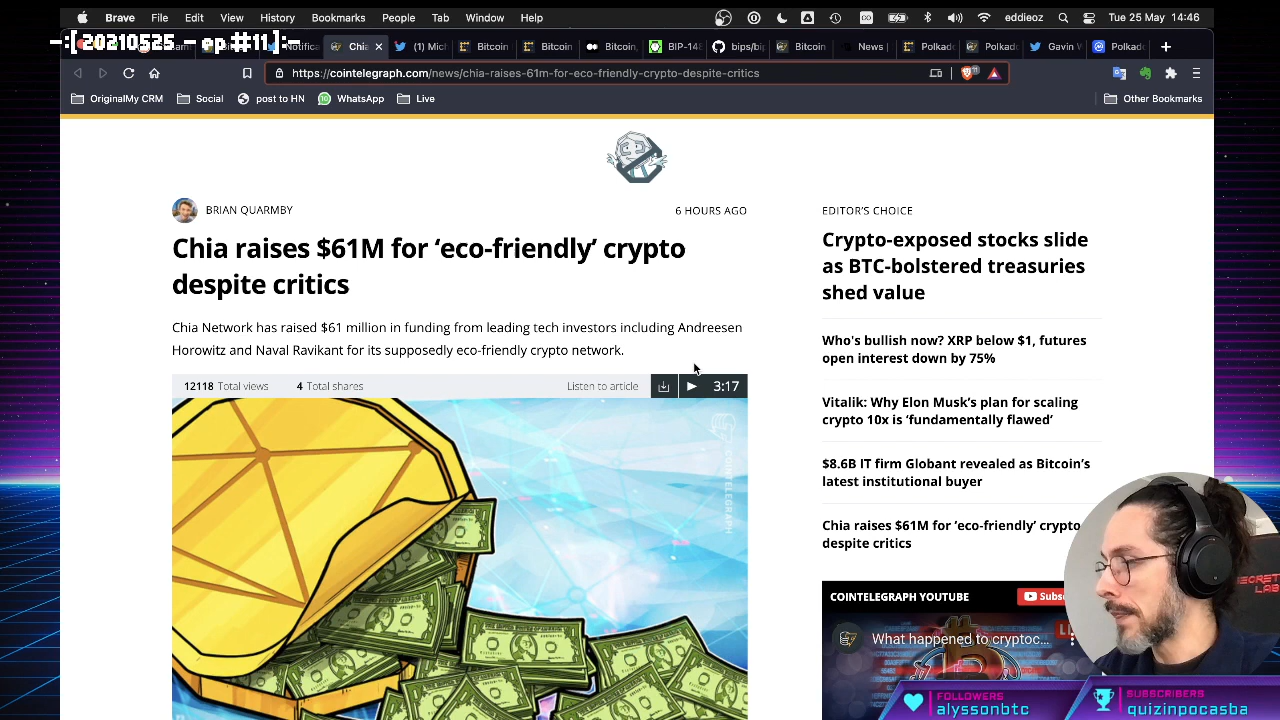 Brave File Edit View History Bookmarks People Tab Window Help eddieoz Tue 25 May 14:46
-:[20210525 - ep #11]:-
Notifica Chia (1) Mic Bitcoin Bitcoin Bitcoin, BIP-14 bips/bi Bitcoin News | Polkad Polkad Gavin W Polkad
https://cointelegraph.com/news/chia-raises-61m-for-eco-friendly-crypto-despite-critics
OriginalMy CRM Social post to HN WhatsApp Live Other Bookmarks
BRIAN QUARMBY 6 HOURS AGO
Chia raises $61M for ‘eco-friendly’ crypto
despite critics
Chia Network has raised $61 million in funding from leading tech investors including Andreesen
Horowitz and Naval Ravikant for its supposedly eco-friendly crypto network.
12118 Total views 4 Total shares Listen to article 3:17
COINTELEGRAPH
EDITOR'S CHOICE
Crypto-exposed stocks slide
as BTC-bolstered treasuries
shed value
Who's bullish now? XRP below $1, futures
open interest down by 75%
Vitalik: Why Elon Musk’s plan for scaling
crypto 10x is ‘fundamentally flawed’
$8.6B IT firm Globant revealed as Bitcoin’s
latest institutional buyer
Chia raises $61M for ‘eco-friendly’ crypto
despite critics
COINTELEGRAPH YOUTUBE Subs
What happened to cryptoc...
SECRET
LAB
FOLLOWERS
alyssonbtc
SUBSCRIBERS
quizinpocasba